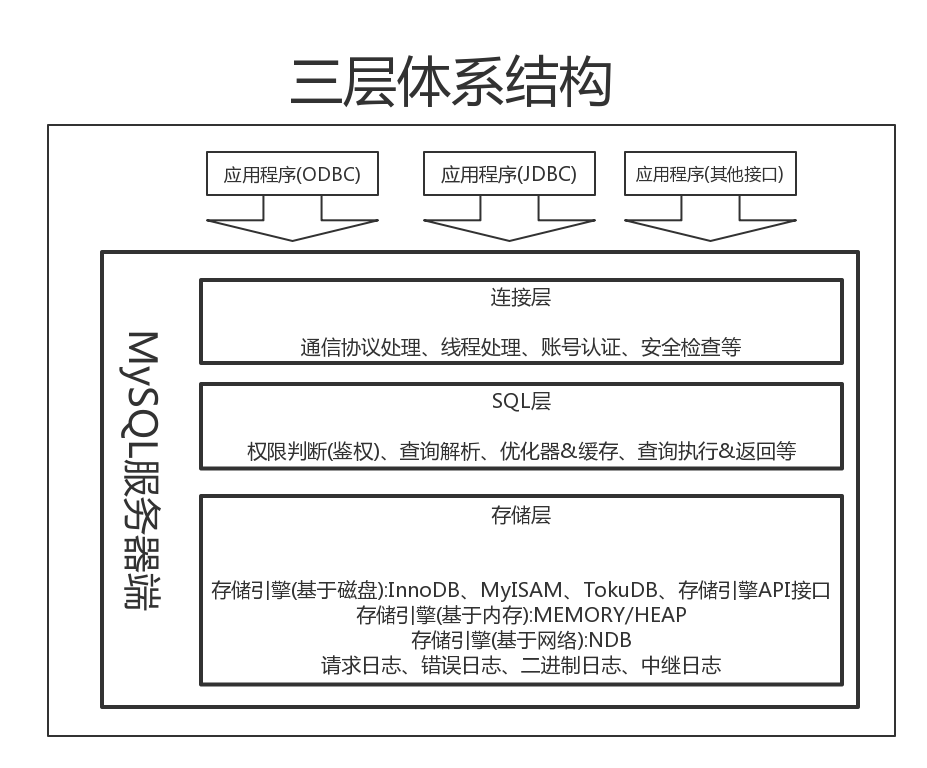 三层体系结构
应用程序(ODBC)
应用程序(JDBC)
应用程序(其他接口)
MySQL服务器端
连接层
通信协议处理、线程处理、账号认证、安全检查等
SQL层
权限判断(鉴权)、查询解析、优化器&缓存、查询执行&返回等
存储层
存储引擎(基于磁盘):InnoDB、MyISAM、TokuDB、存储引擎API接口
存储引擎(基于内存):MEMORY/HEAP
存储引擎(基于网络):NDB
请求日志、错误日志、二进制日志、中继日志